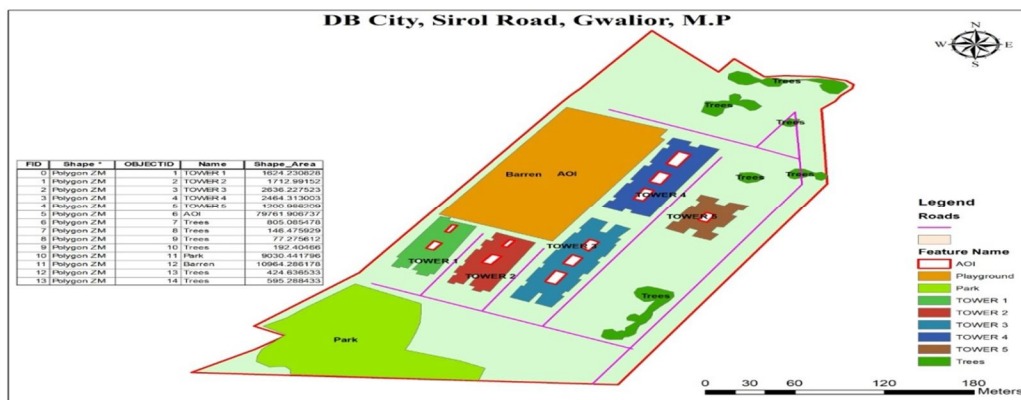 DB City, Sirol Road, Gwalior, M.P
N
W E
S
Trees
Trees
Trees
Barren AOI
Trees
Trees
TOWER 4
TOWER 5
TOWER 3
TOWER 1
TOWER 2
Trees
Park
FID Shape * OBJECTID Name Shape_Area
0 Polygon ZM 1 TOWER 1 1624.230828
1 Polygon ZM 2 TOWER 2 1712.99152
2 Polygon ZM 3 TOWER 3 2636.227523
3 Polygon ZM 4 TOWER 4 2464.313003
4 Polygon ZM 5 TOWER 5
5 Polygon ZM 6 AOI 79761.906737
6 Polygon ZM 7 Trees 805.085478
7 Polygon ZM 8 Trees 146.475929
8 Polygon ZM 9 Trees 77.275612
9 Polygon ZM 10 Trees 192.40466
10 Polygon ZM 11 Park 9030.441796
11 Polygon ZM 12 Barren 10964.286178
12 Polygon ZM 13 Trees 424.636533
13 Polygon ZM 14 Trees 595.288433
Legend
Roads
Feature Name
AOI
Playground
Park
TOWER 1
TOWER 2
TOWER 3
TOWER 4
TOWER 5
Trees
0 30 60 120 180
Meters